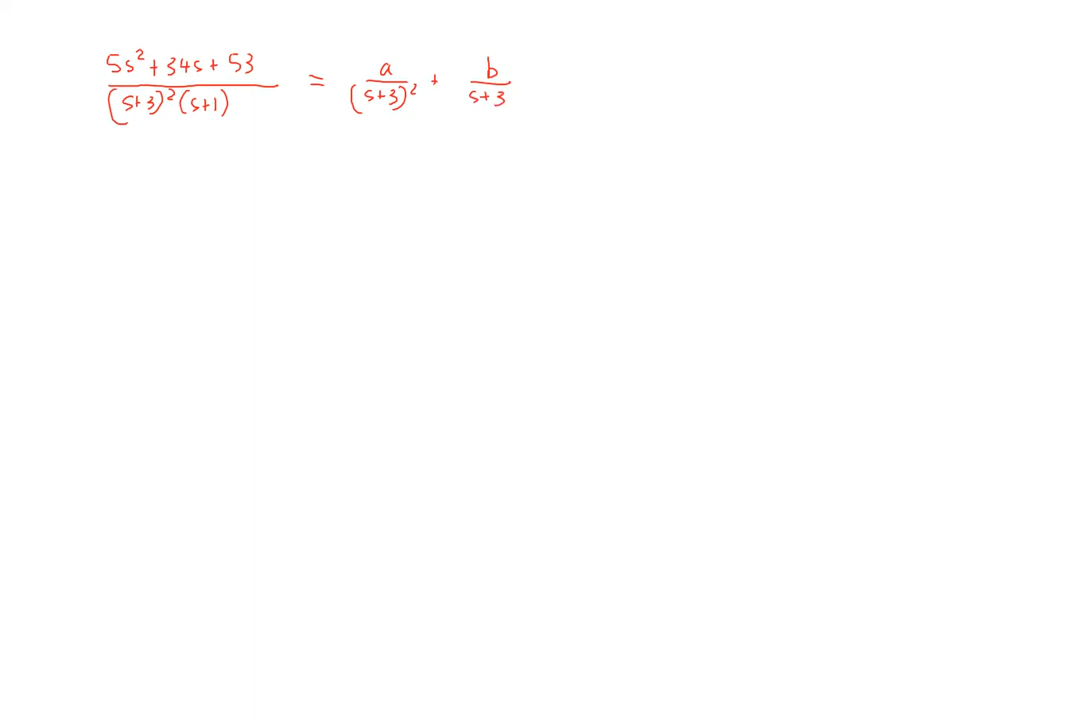 5s² + 34s + 53 / (s+3)² (s+1) = a / (s+3)² + b / s+3